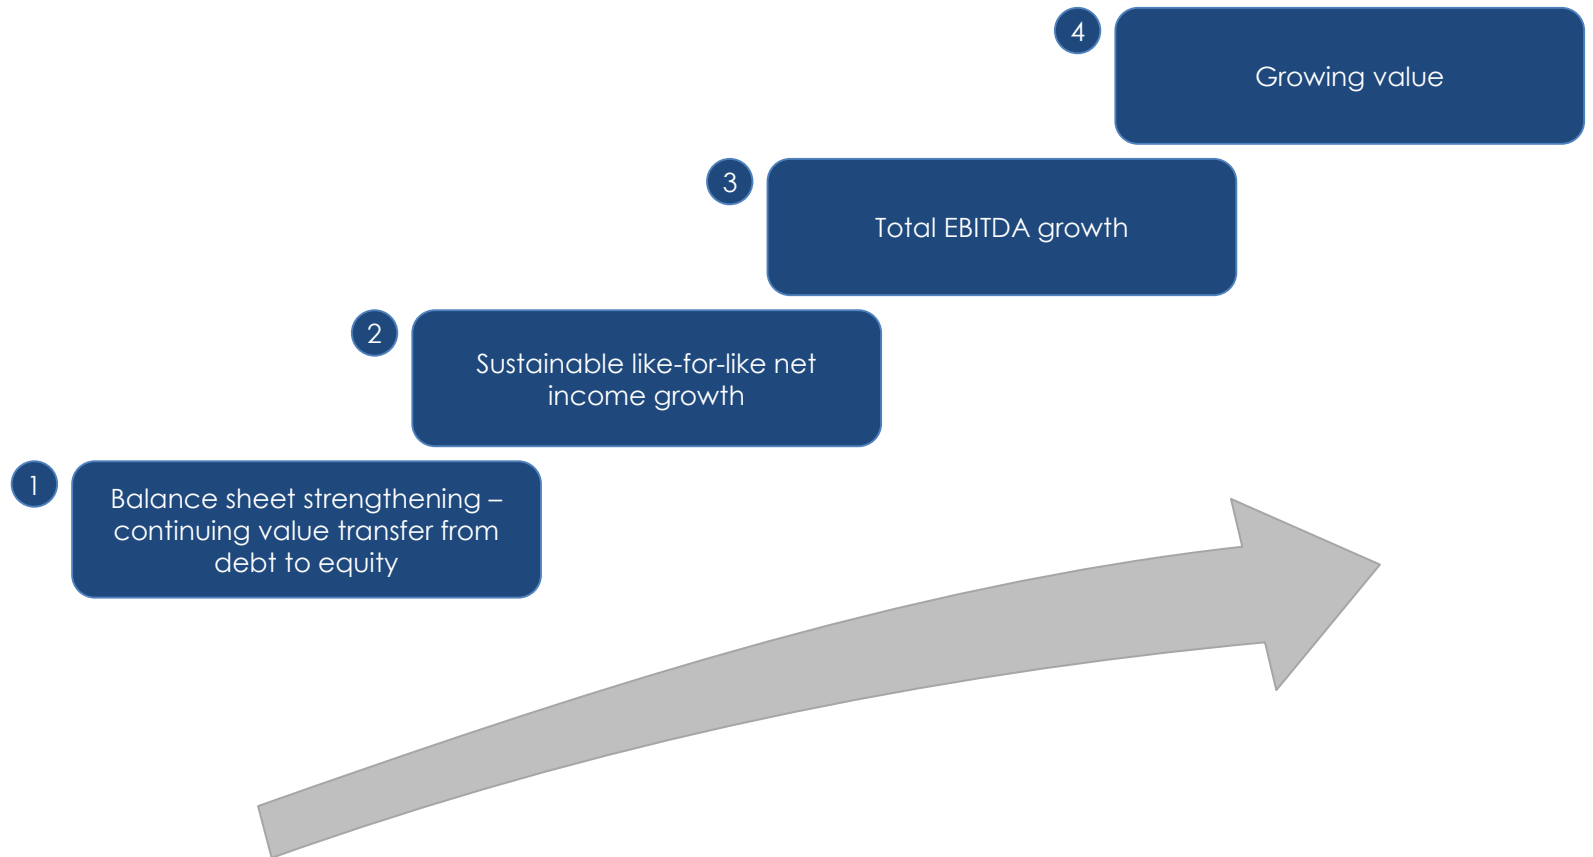 4
Growing value
3
Total EBITDA growth
2
Sustainable like-for-like net
income growth
1
Balance sheet strengthening –
continuing value transfer from
debt to equity